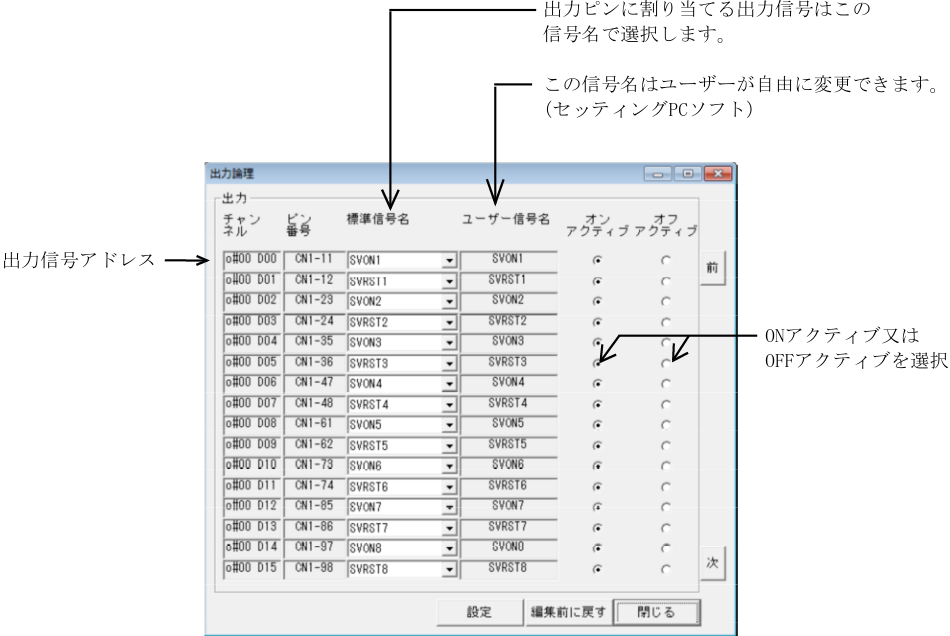 出力ピンに割り当てる出力信号はこの
信号名で選択します。
この信号名はユーザーが自由に変更できます。
(セッティングPCソフト)
出力論理
出力
チャン
ネル
ピン
番号
標準信号名
ユーザー信号名
オン
アクティブ
オフ
アクティブ
出力信号アドレス
o#00 D00 CN1-11 SVON1 SVON1
前
o#00 D01 CN1-12 SVRST1 SVRST1
o#00 D02 CN1-23 SVON2 SVON2
o#00 D03 CN1-24 SVRST2 SVRST2
o#00 D04 CN1-35 SVON3 SVON3
ONアクティブ又は
OFFアクティブを選択
o#00 D05 CN1-36 SVRST3 SVRST3
o#00 D06 CN1-47 SVON4 SVON4
o#00 D07 CN1-48 SVRST4 SVRST4
o#00 D08 CN1-61 SVON5 SVON5
o#00 D09 CN1-62 SVRST5 SVRST5
o#00 D10 CN1-73 SVON6 SVON6
o#00 D11 CN1-74 SVRST6 SVRST6
o#00 D12 CN1-85 SVON7 SVON7
o#00 D13 CN1-86 SVRST7 SVRST7
o#00 D14 CN1-97 SVON8 SVON8
o#00 D15 CN1-98 SVRST8 SVRST8
次
設定 編集前に戻す 閉じる